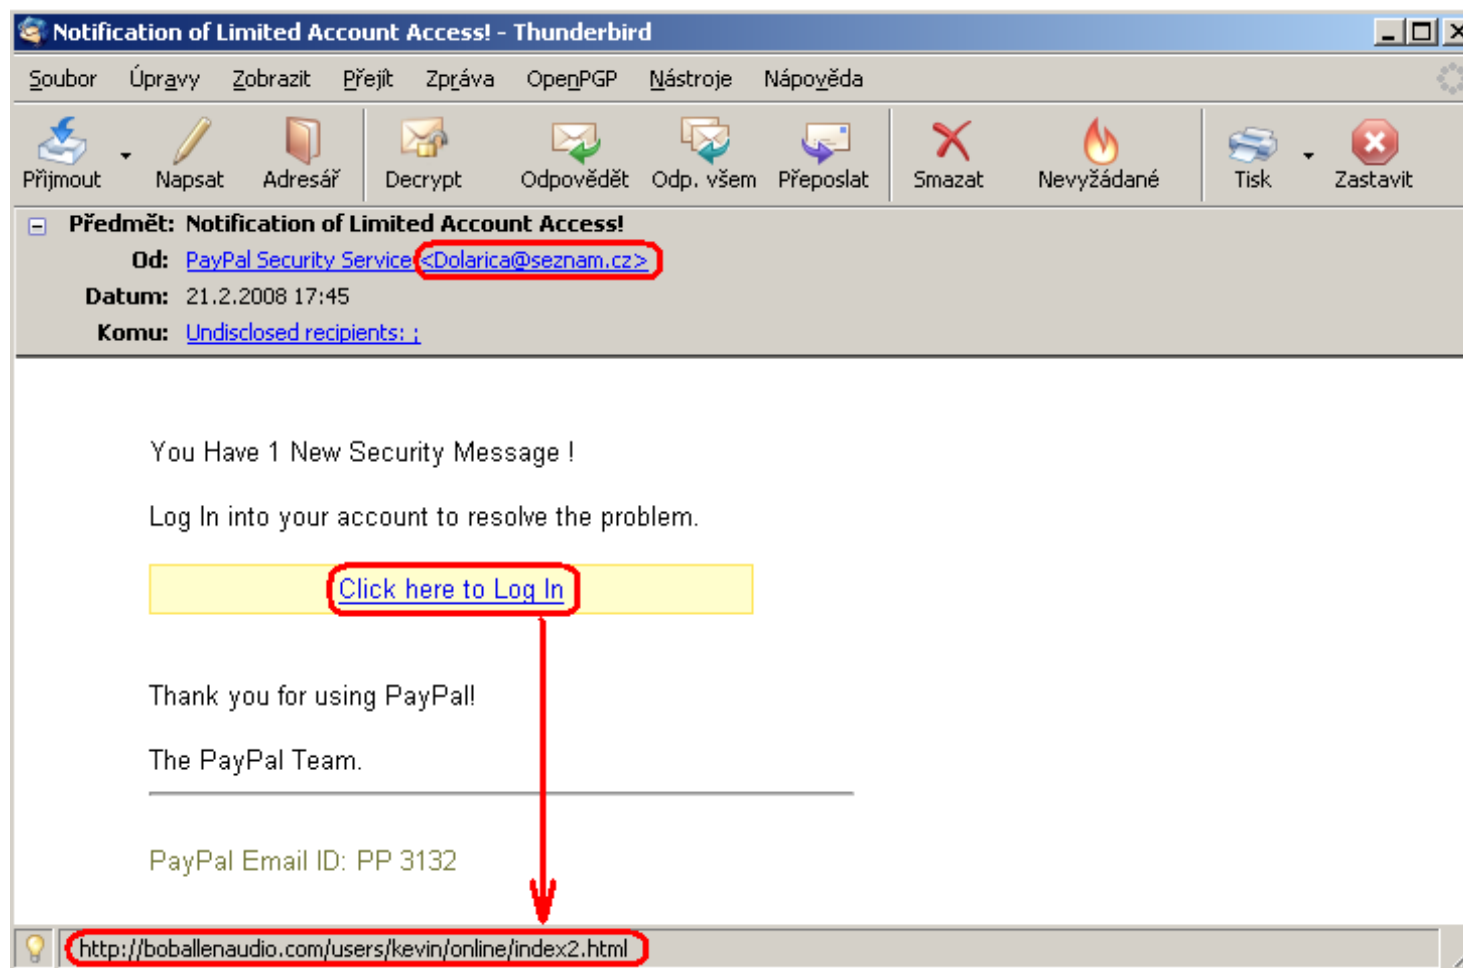 Notification of Limited Account Access! - Thunderbird
Soubor Úpravy Zobrazit Přejít Zpráva OpenPGP Nástroje Nápověda
Přijmout Napsat Adresář Decrypt Odpovědět Odp. všem Přeposlat Smazat Nevyžádané Tisk Zastavit
Předmět: Notification of Limited Account Access!
Od: PayPal Security Service <Dolarica@seznam.cz>
Datum: 21.2.2008 17:45
Komu: Undisclosed recipients: ;
You Have 1 New Security Message !
Log In into your account to resolve the problem.
Click here to Log In
Thank you for using PayPal!
The PayPal Team.
PayPal Email ID: PP 3132
http://boballenaudio.com/users/kevin/online/index2.html